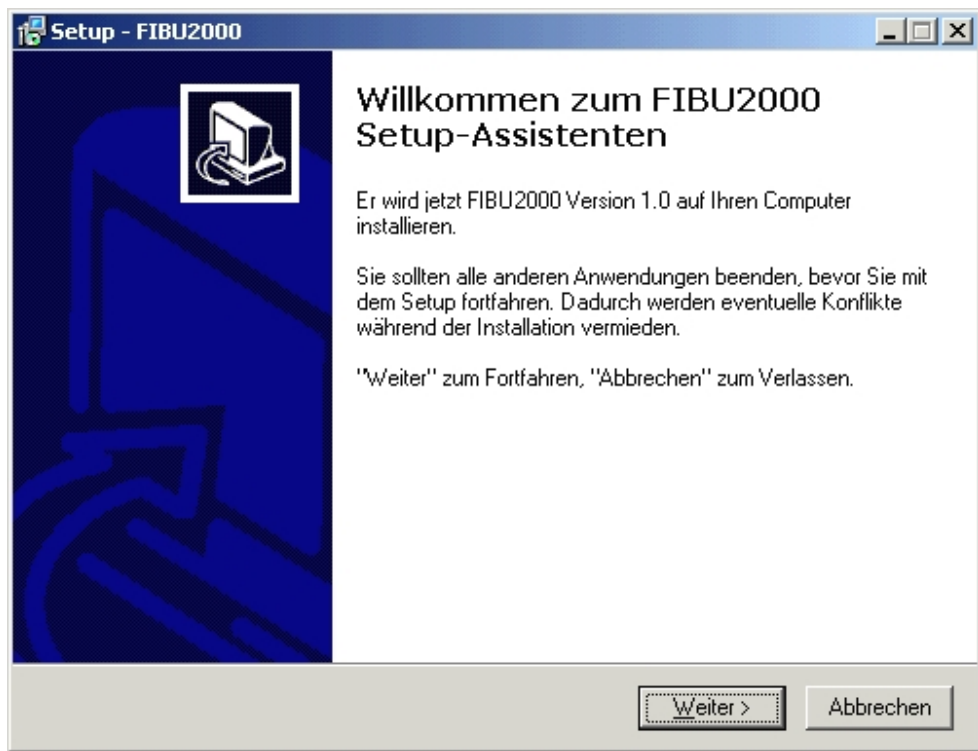 Setup - FIBU2000
Willkommen zum FIBU2000
Setup-Assistenten
Er wird jetzt FIBU2000 Version 1.0 auf Ihren Computer
installieren.
Sie sollten alle anderen Anwendungen beenden, bevor Sie mit
dem Setup fortfahren. Dadurch werden eventuelle Konflikte
während der Installation vermieden.
"Weiter" zum Fortfahren, "Abbrechen" zum Verlassen.
Weiter >
Abbrechen